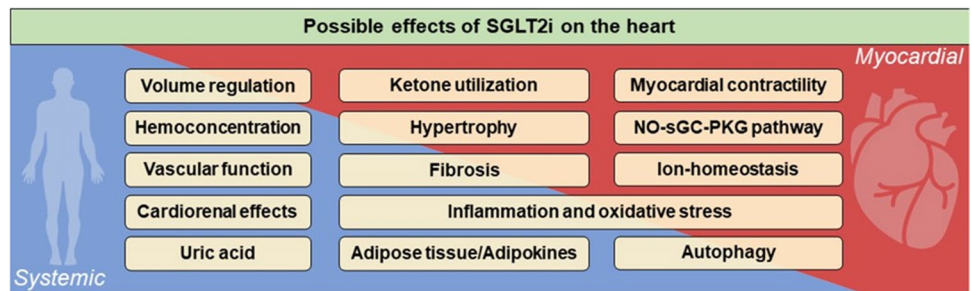 Possible effects of SGLT2i on the heart
Myocardial
Volume regulation
Ketone utilization
Myocardial contractility
Hemoconcentration
Hypertrophy
NO-sGC-PKG pathway
Vascular function
Fibrosis
Ion-homeostasis
Cardiorenal effects
Inflammation and oxidative stress
Uric acid
Adipose tissue/Adipokines
Autophagy
Systemic